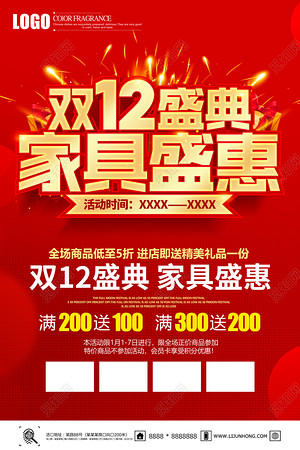 LOGO
COLOR FRAGRANCE
双12盛典
家具盛惠
活动时间：XXXX——XXXX
全场商品低至5折 进店即送精美礼品一份
双12盛典 家具盛惠
满200送100 满300送200
本活动限1月1-7日进行，限全场正价商品参加
特价商品不参加活动，会员卡享受积分优惠！
8888 * 8888888
WWW.LEIJUNHONG.COM